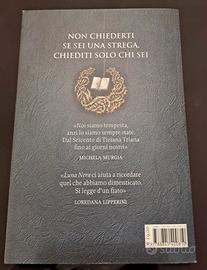 NON CHIEDERTI
SE SEI UNA STREGA,
CHIEDITI SOLO CHI SEI
«Noi siamo tempesta,
anzi lo siamo sempre state.
Dal Seicento di Tiziana Triana
fino ai giorni nostri»
MICHELA MURGIA
«Luna Nera ci aiuta a ricordare
quel che abbiamo dimenticato.
Si legge d'un fiato»
LOREDANA LIPPERINI
subito